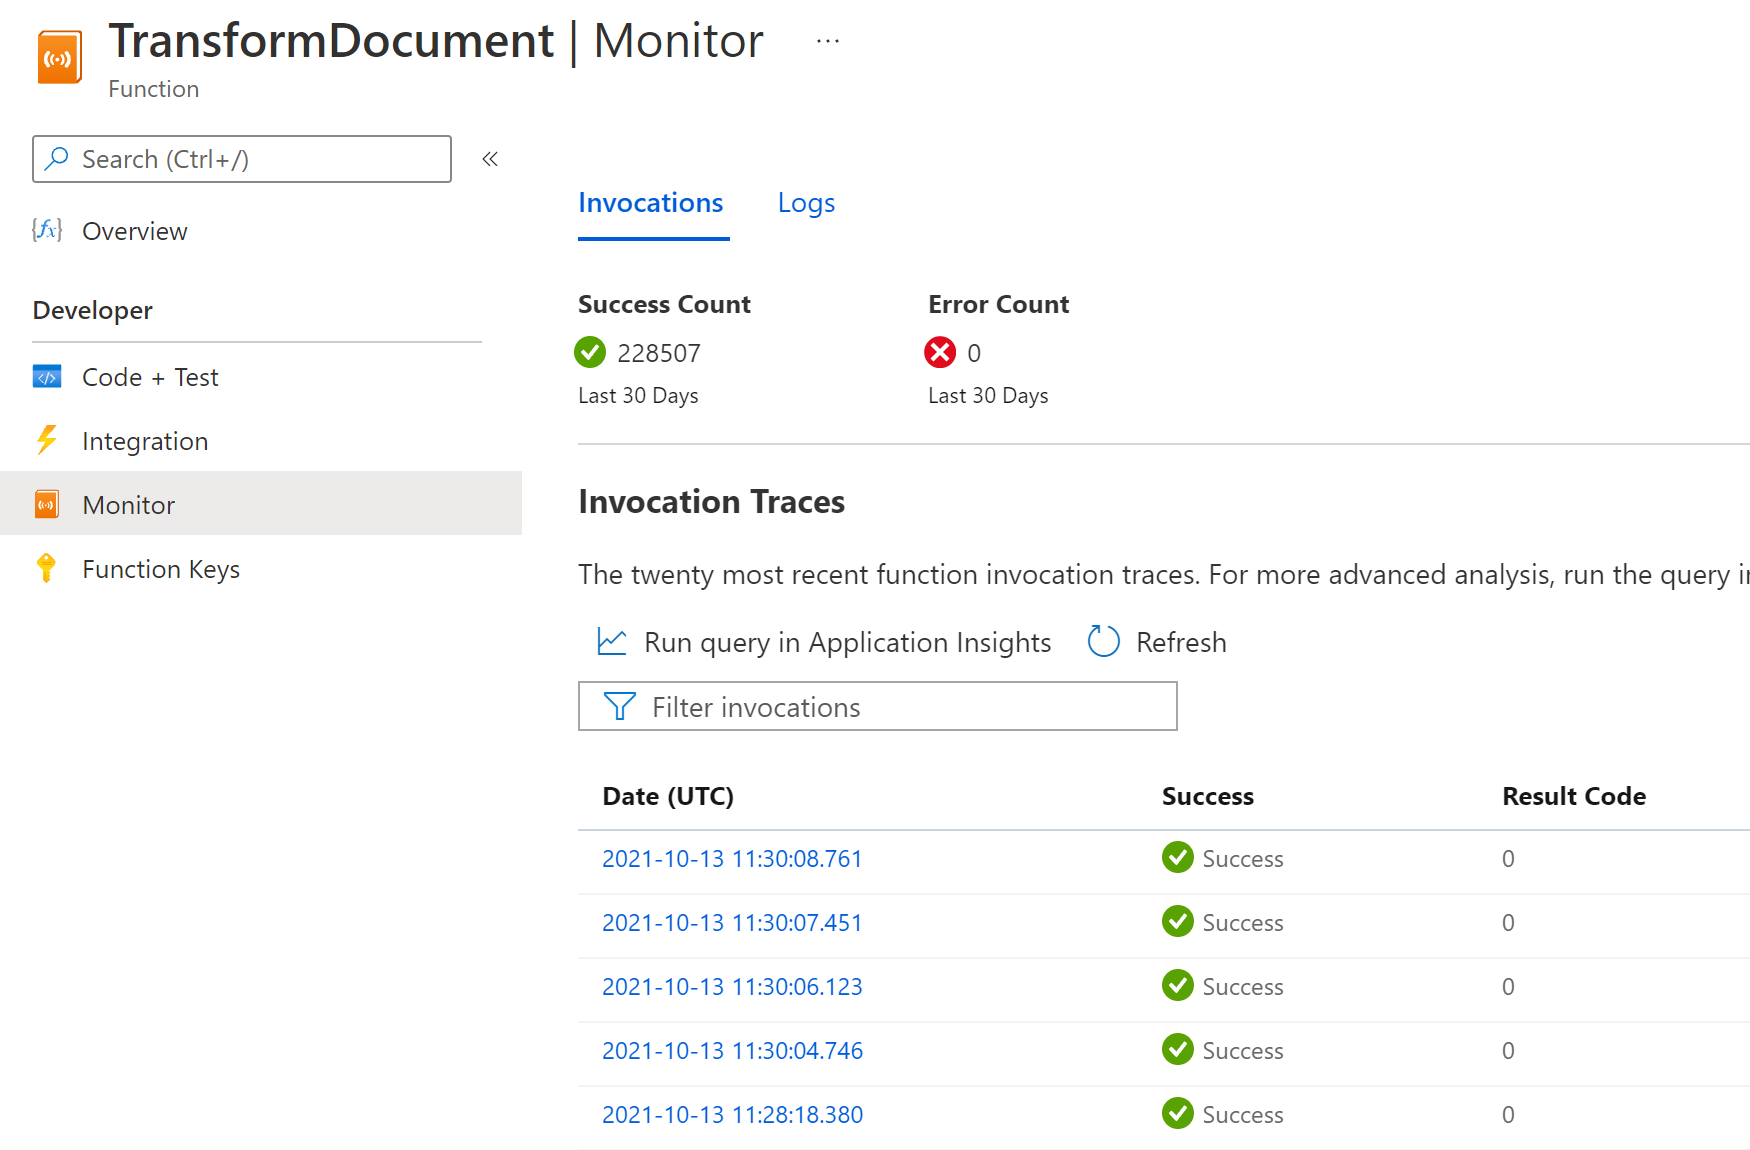 TransformDocument | Monitor ...
Function
Search (Ctrl+/)
«
Overview
Developer
Code + Test
Integration
Monitor
Function Keys
Invocations Logs
Success Count Error Count
228507 0
Last 30 Days Last 30 Days
Invocation Traces
The twenty most recent function invocation traces. For more advanced analysis, run the query in
Run query in Application Insights Refresh
Filter invocations
Date (UTC) Success Result Code
2021-10-13 11:30:08.761 Success 0
2021-10-13 11:30:07.451 Success 0
2021-10-13 11:30:06.123 Success 0
2021-10-13 11:30:04.746 Success 0
2021-10-13 11:28:18.380 Success 0